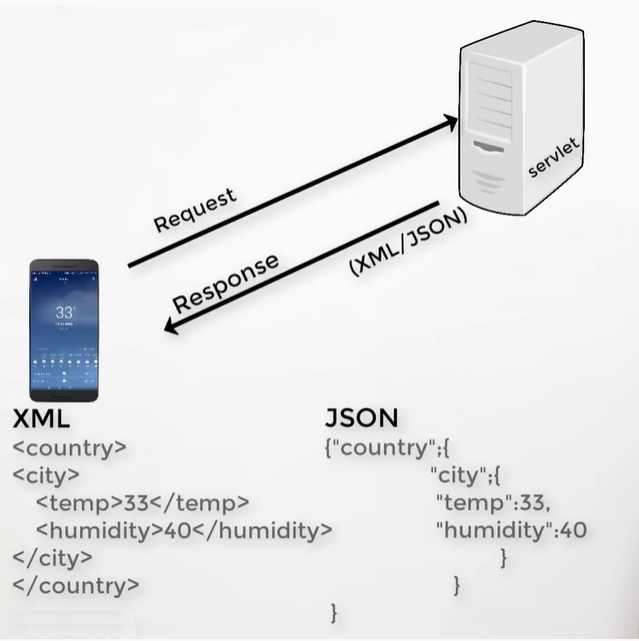 servlet
Request
Response
(XML/JSON)
33°
XML
<country>
<city>
<temp>33</temp>
<humidity>40</humidity>
</city>
</country>
JSON
{"country";{
"city";{
"temp":33,
"humidity":40
}
}
}